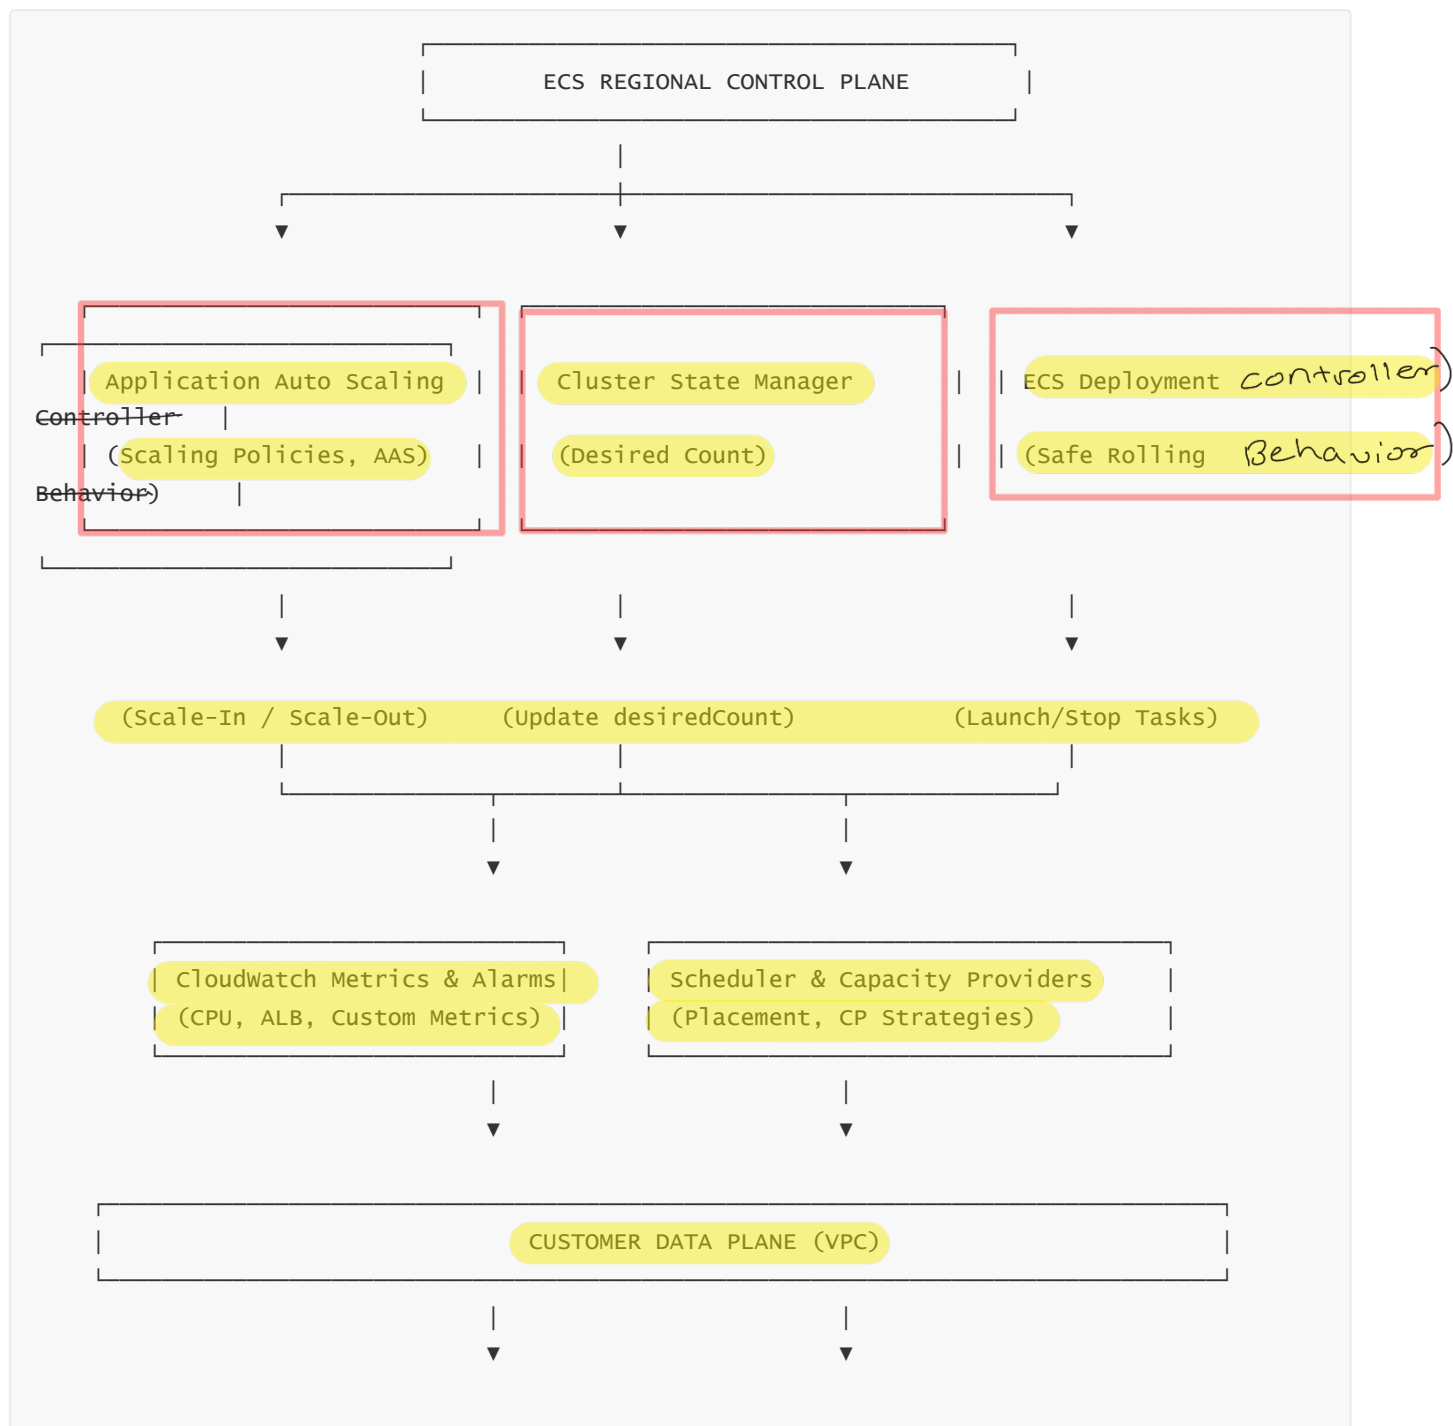 ECS REGIONAL CONTROL PLANE
Application Auto Scaling Cluster State Manager ECS Deployment controller)
Controller
(Scaling Policies, AAS) (Desired Count) (Safe Rolling Behavior)
Behavior)
(Scale-In / Scale-Out) (Update desiredCount) (Launch/Stop Tasks)
CloudWatch Metrics & Alarms Scheduler & Capacity Providers
(CPU, ALB, Custom Metrics) (Placement, CP Strategies)
CUSTOMER DATA PLANE (VPC)